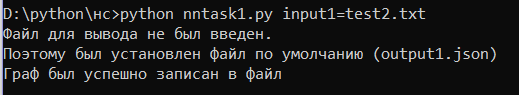 D:\python\нс>python nntask1.py input1=test2.txt
Файл для вывода не был введен.
Поэтому был установлен файл по умолчанию (output1.json)
Граф был успешно записан в файл